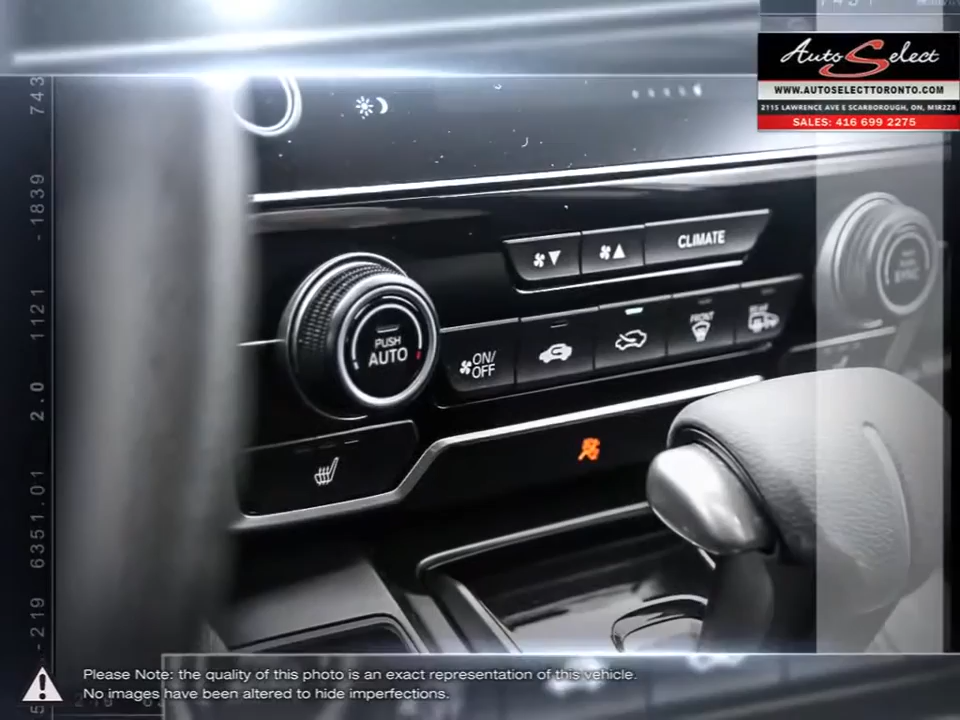 Auto Select
WWW.AUTOSELECTTORONTO.COM
2115 LAWRENCE AVE E SCARBOROUGH, ON, M1R2Z8
SALES: 416 699 2275
CLIMATE
PUSH
AUTO
ON/
OFF
FRONT
REAR
743
-1839
1121
2.0
6351.01
-219
Please Note: the quality of this photo is an exact representation of this vehicle.
No images have been altered to hide imperfections.